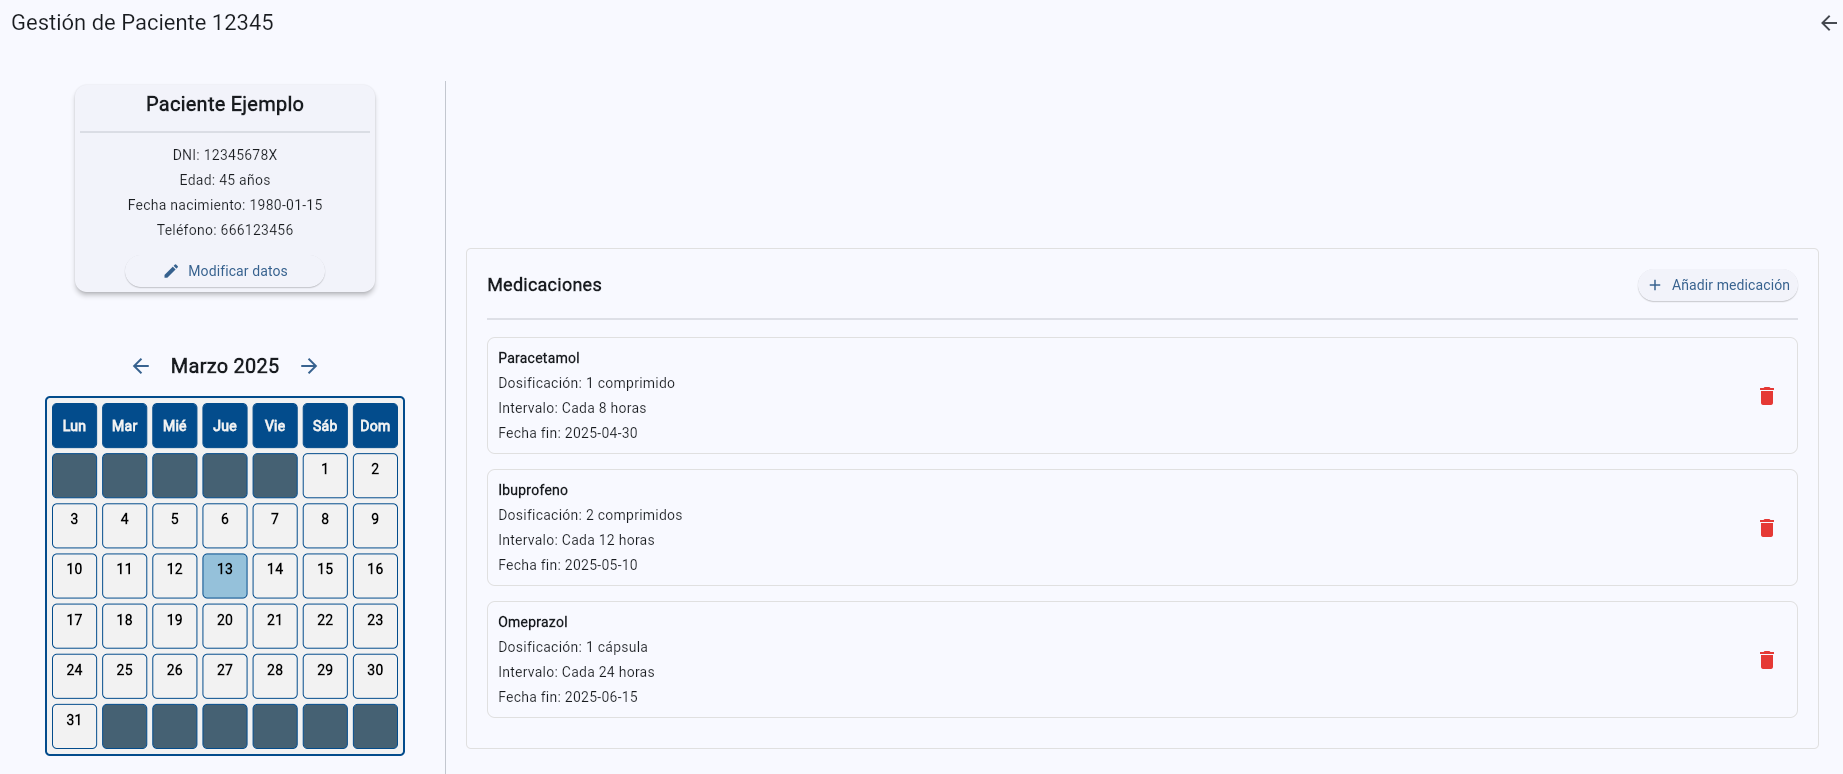 Gestión de Paciente 12345
Paciente Ejemplo
DNI: 12345678X
Edad: 45 años
Fecha nacimiento: 1980-01-15
Teléfono: 666123456
Modificar datos
Marzo 2025
Lun Mar Mié Jue Vie Sáb Dom
1 2
3 4 5 6 7 8 9
10 11 12 13 14 15 16
17 18 19 20 21 22 23
24 25 26 27 28 29 30
31
Medicaciones
Añadir medicación
Paracetamol
Dosificación: 1 comprimido
Intervalo: Cada 8 horas
Fecha fin: 2025-04-30
Ibuprofeno
Dosificación: 2 comprimidos
Intervalo: Cada 12 horas
Fecha fin: 2025-05-10
Omeprazol
Dosificación: 1 cápsula
Intervalo: Cada 24 horas
Fecha fin: 2025-06-15